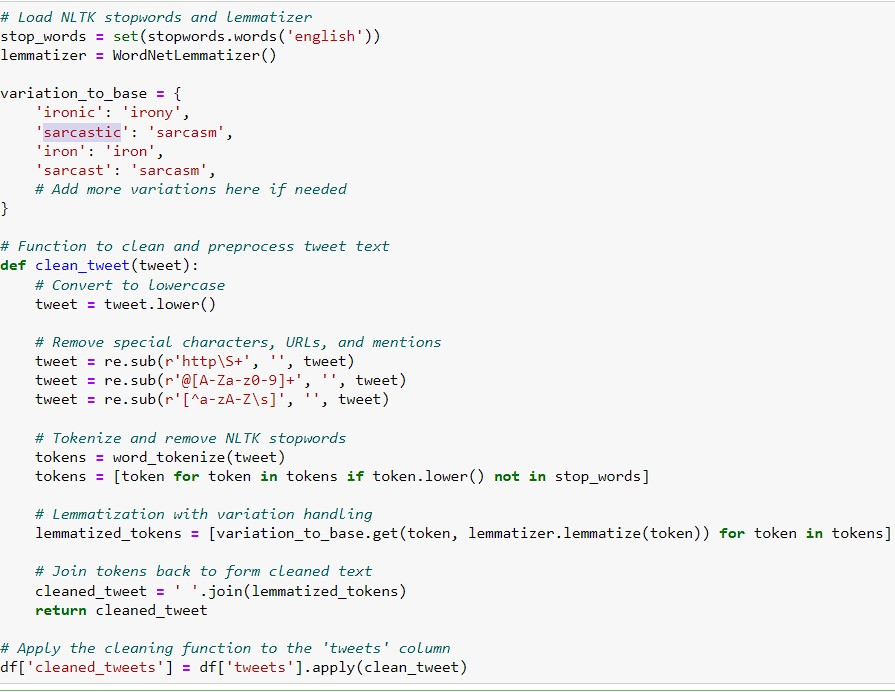 # Load NLTK stopwords and lemmatizer
stop_words = set(stopwords.words('english'))
lemmatizer = WordNetLemmatizer()

variation_to_base = {
    'ironic': 'irony',
    'sarcastic': 'sarcasm',
    'iron': 'iron',
    'sarcast': 'sarcasm',
    # Add more variations here if needed
}

# Function to clean and preprocess tweet text
def clean_tweet(tweet):
    # Convert to lowercase
    tweet = tweet.lower()

    # Remove special characters, URLs, and mentions
    tweet = re.sub(r'http\S+', '', tweet)
    tweet = re.sub(r'@[A-Za-z0-9]+', '', tweet)
    tweet = re.sub(r'[^a-zA-Z\s]', '', tweet)

    # Tokenize and remove NLTK stopwords
    tokens = word_tokenize(tweet)
    tokens = [token for token in tokens if token.lower() not in stop_words]

    # Lemmatization with variation handling
    lemmatized_tokens = [variation_to_base.get(token, lemmatizer.lemmatize(token)) for token in tokens]

    # Join tokens back to form cleaned text
    cleaned_tweet = ' '.join(lemmatized_tokens)
    return cleaned_tweet

# Apply the cleaning function to the 'tweets' column
df['cleaned_tweets'] = df['tweets'].apply(clean_tweet)